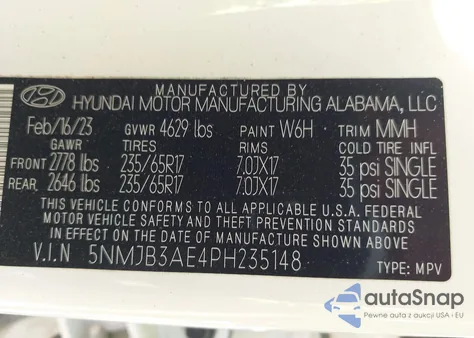 MANUFACTURED BY
HYUNDAI MOTOR MANUFACTURING ALABAMA, LLC
Feb/16/23 GVWR 4629 lbs PAINT W6H TRIM MMH
GAWR TIRES RIMS COLD TIRE INFL
FRONT 2778 lbs 235/65R17 7.0JX17 35 psi SINGLE
REAR 2646 lbs 235/65R17 7.0JX17 35 psi SINGLE
THIS VEHICLE CONFORMS TO ALL APPLICABLE U.S.A. FEDERAL
MOTOR VEHICLE SAFETY AND THEFT PREVENTION STANDARDS
IN EFFECT ON THE DATE OF MANUFACTURE SHOWN ABOVE.
V.I.N 5NMJB3AE4PH235148 TYPE: MPV
autoSnap
Pewne auta z aukcji USA i EU